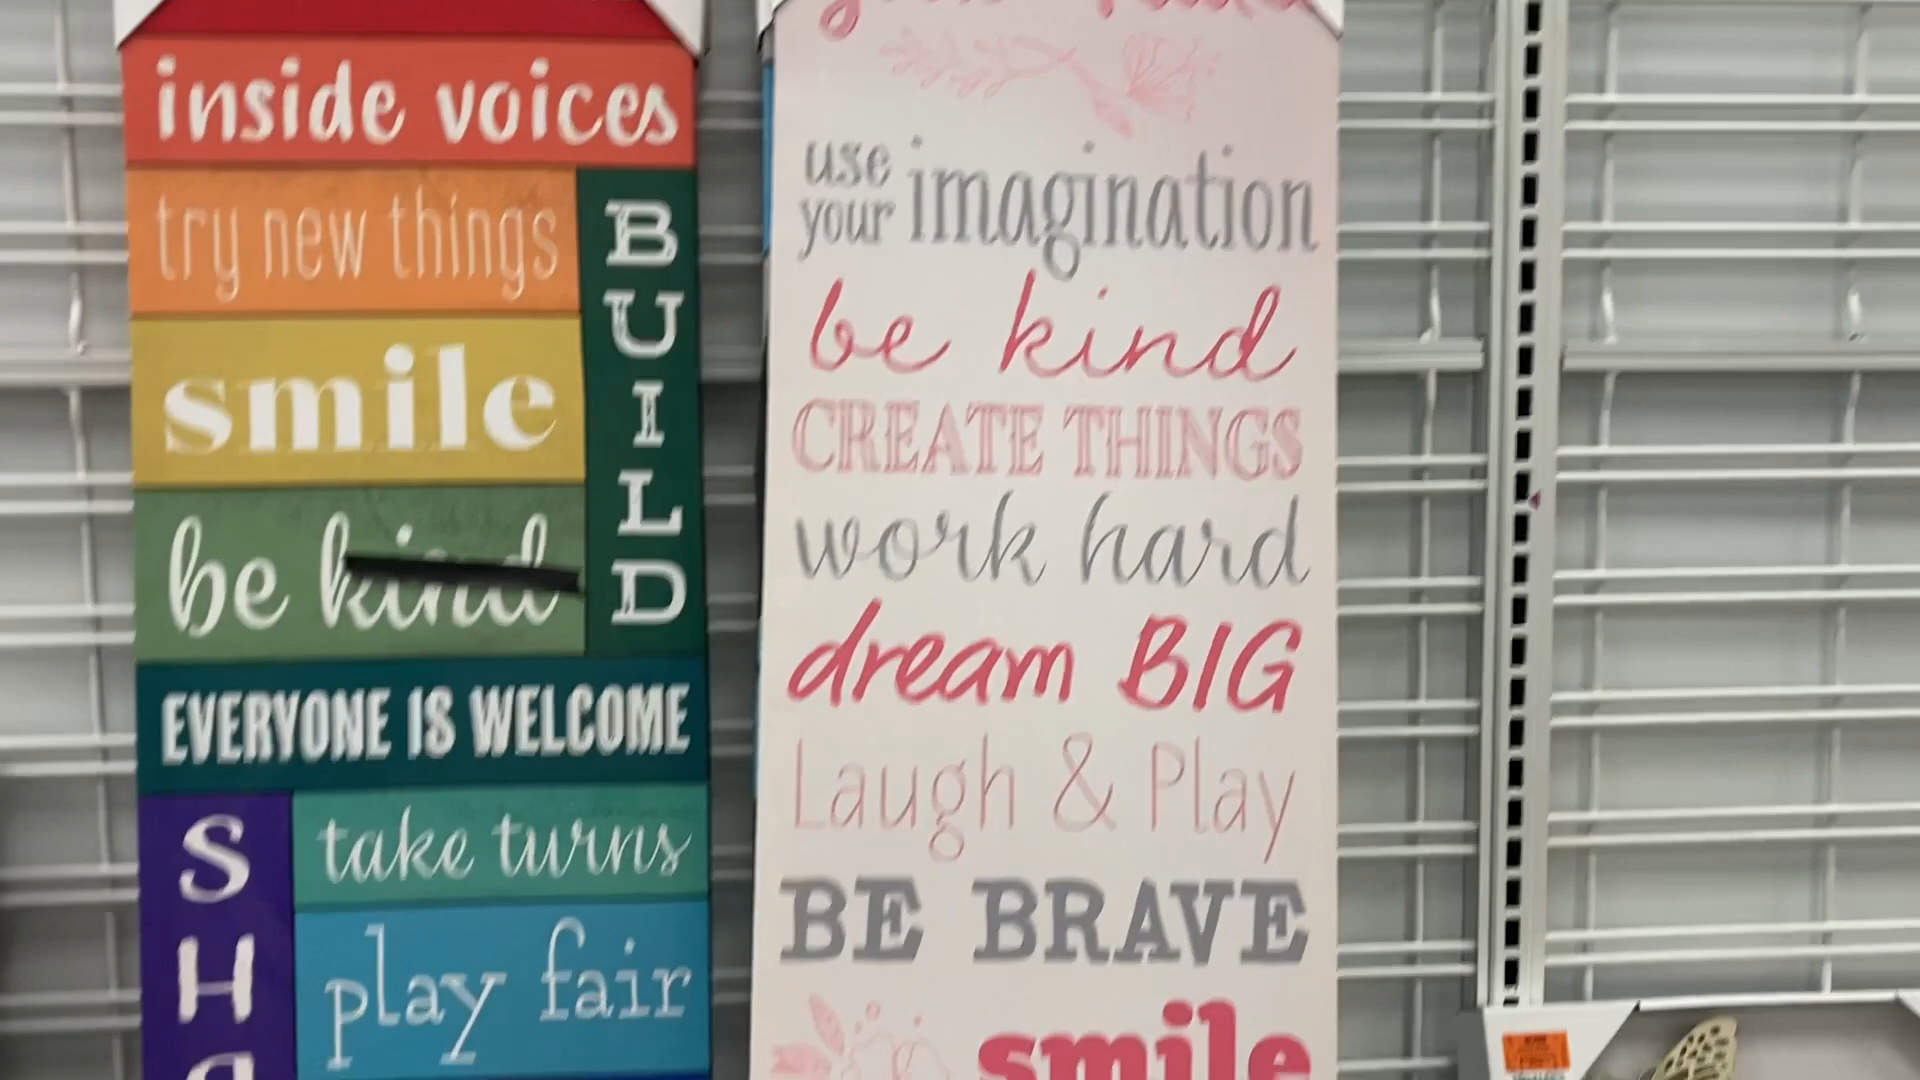 inside voices
try new things
BUILD
smile
be kind
EVERYONE IS WELCOME
take turns
play fair
use your imagination
be kind
CREATE THINGS
work hard
dream BIG
Laugh & Play
BE BRAVE
smile